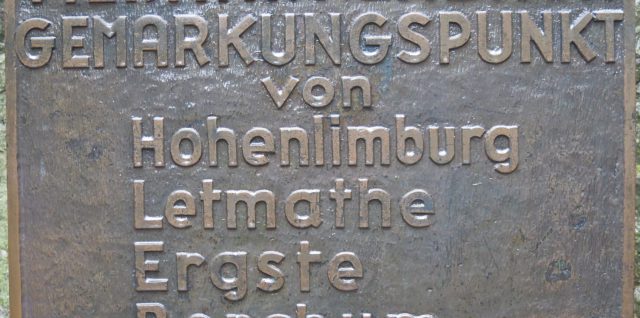 GEMARKUNGSPUNKT
von
Hohenlimburg
Letmathe
Ergste